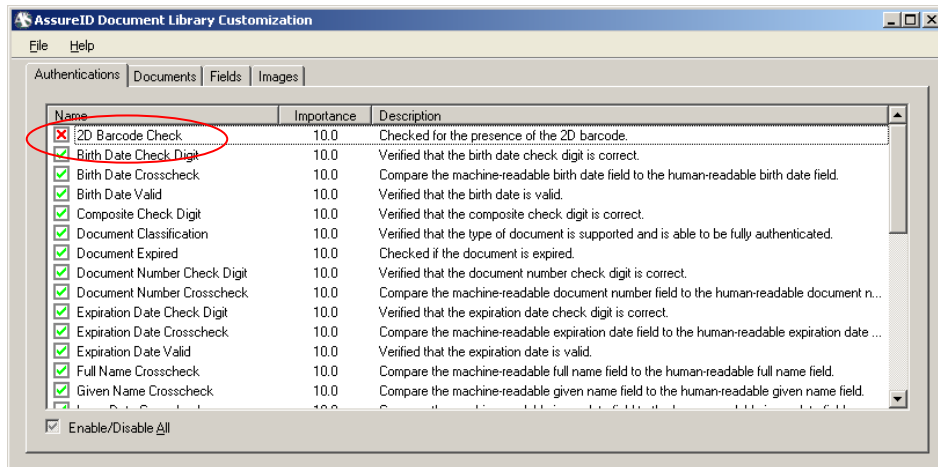 AssureID Document Library Customization
File Help
Authentications Documents Fields Images
Name Importance Description
2D Barcode Check 10.0 Checked for the presence of the 2D barcode.
Birth Date Check Digit 10.0 Verified that the birth date check digit is correct.
Birth Date Crosscheck 10.0 Compare the machine-readable birth date field to the human-readable birth date field.
Birth Date Valid 10.0 Verified that the birth date is valid.
Composite Check Digit 10.0 Verified that the composite check digit is correct.
Document Classification 10.0 Verified that the type of document is supported and is able to be fully authenticated.
Document Expired 10.0 Checked if the document is expired.
Document Number Check Digit 10.0 Verified that the document number check digit is correct.
Document Number Crosscheck 10.0 Compare the machine-readable document number field to the human-readable document n...
Expiration Date Check Digit 10.0 Verified that the expiration date check digit is correct.
Expiration Date Crosscheck 10.0 Compare the machine-readable expiration date field to the human-readable expiration date ...
Expiration Date Valid 10.0 Verified that the expiration date is valid.
Full Name Crosscheck 10.0 Compare the machine-readable full name field to the human-readable full name field.
Given Name Crosscheck 10.0 Compare the machine-readable given name field to the human-readable given name field.
Enable/Disable All